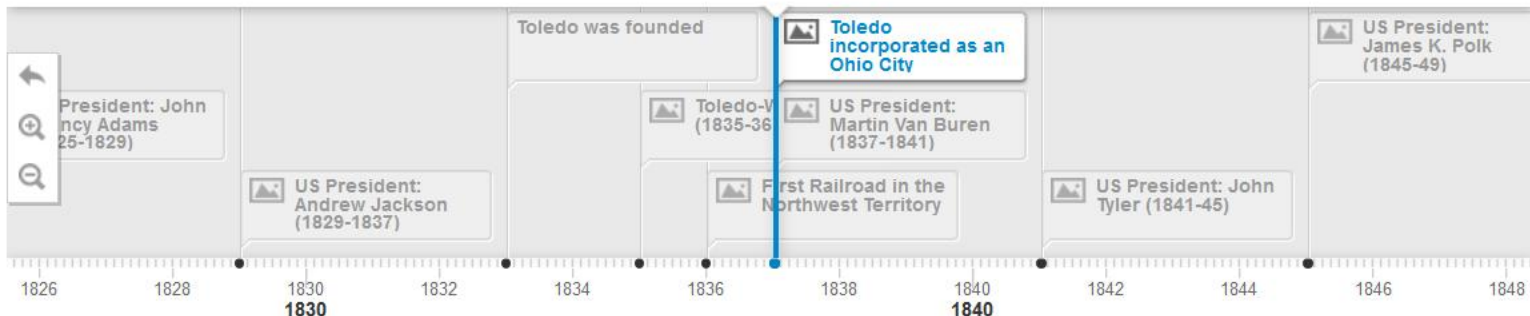 Toledo was founded
Toledo
incorporated as an
Ohio City
US President:
James K. Polk
(1845-49)
President: John
ncy Adams
25-1829)
Toledo-W
(1835-36
US President:
Martin Van Buren
(1837-1841)
US President:
Andrew Jackson
(1829-1837)
First Railroad in the
Northwest Territory
US President: John
Tyler (1841-45)
1826 1828 1830 1832 1834 1836 1838 1840 1842 1844 1846 1848
1830 1840